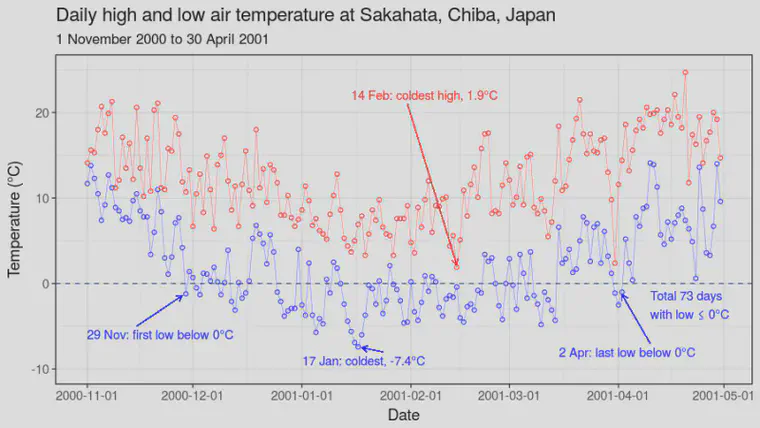 Daily high and low air temperature at Sakahata, Chiba, Japan
1 November 2000 to 30 April 2001
Temperature (°C)
20
10
0
-10
14 Feb: coldest high, 1.9°C
29 Nov: first low below 0°C
17 Jan: coldest, -7.4°C
2 Apr: last low below 0°C
Total 73 days
with low ≤ 0°C
2000-11-01 2000-12-01 2001-01-01 2001-02-01 2001-03-01 2001-04-01 2001-05-01
Date